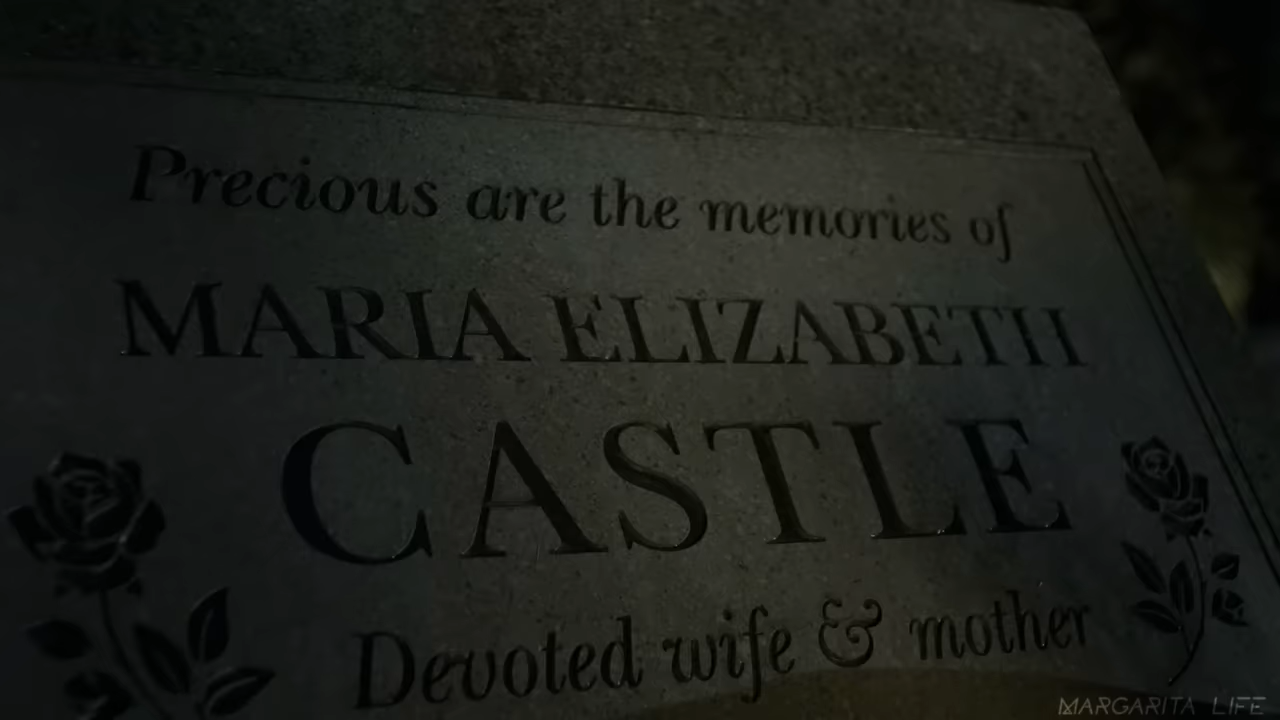 Precious are the memories of
MARIA ELIZABETH
CASTLE
Devoted wife & mother
MARGARITA LIFE